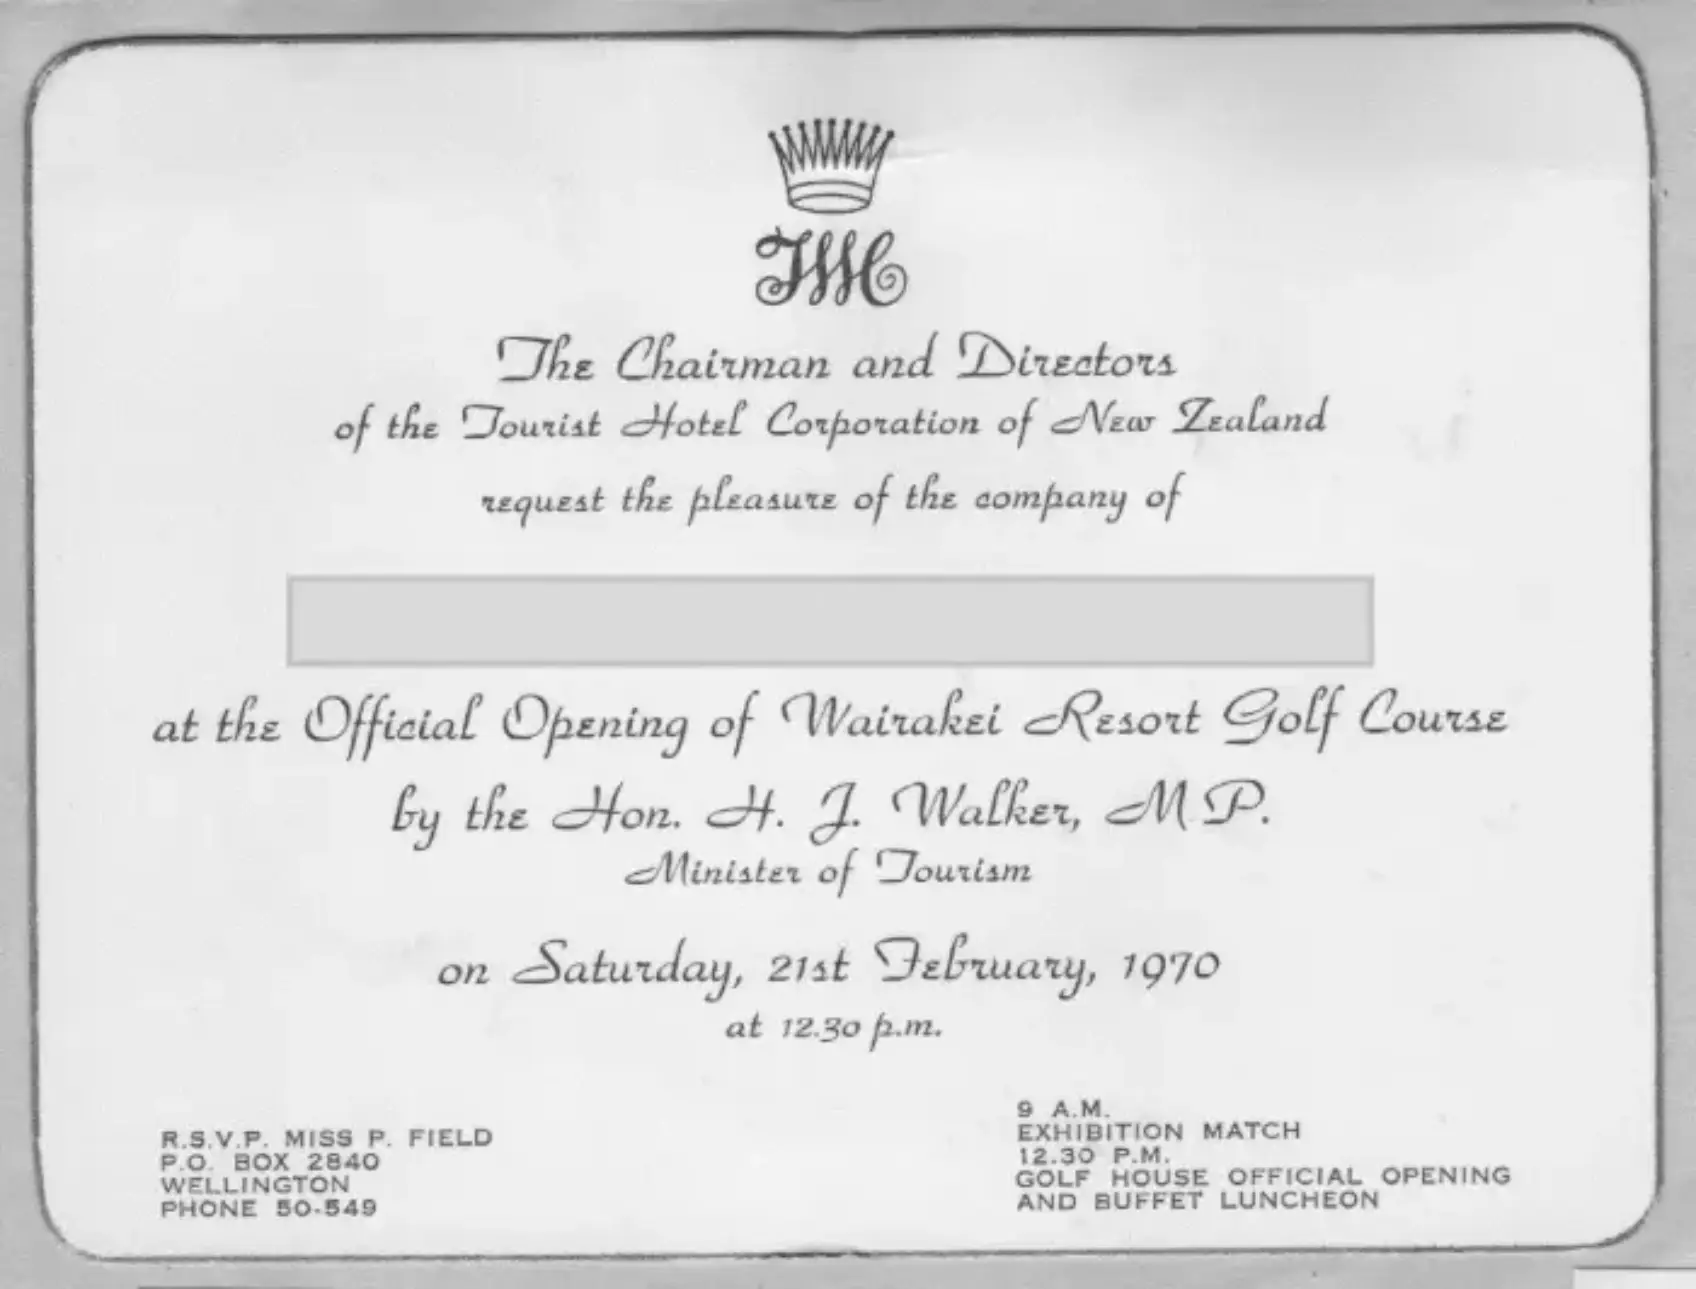 THC
The Chairman and Directors
of the Tourist Hotel Corporation of New Zealand
request the pleasure of the company of
at the Official Opening of Wairakei Resort Golf Course
by the Hon. H. J. Walker, M.P.
Minister of Tourism
on Saturday, 21st February, 1970
at 12.30 p.m.
R.S.V.P. MISS P. FIELD
P.O. BOX 2840
WELLINGTON
PHONE 50-549
9 A.M.
EXHIBITION MATCH
12.30 P.M.
GOLF HOUSE OFFICIAL OPENING
AND BUFFET LUNCHEON